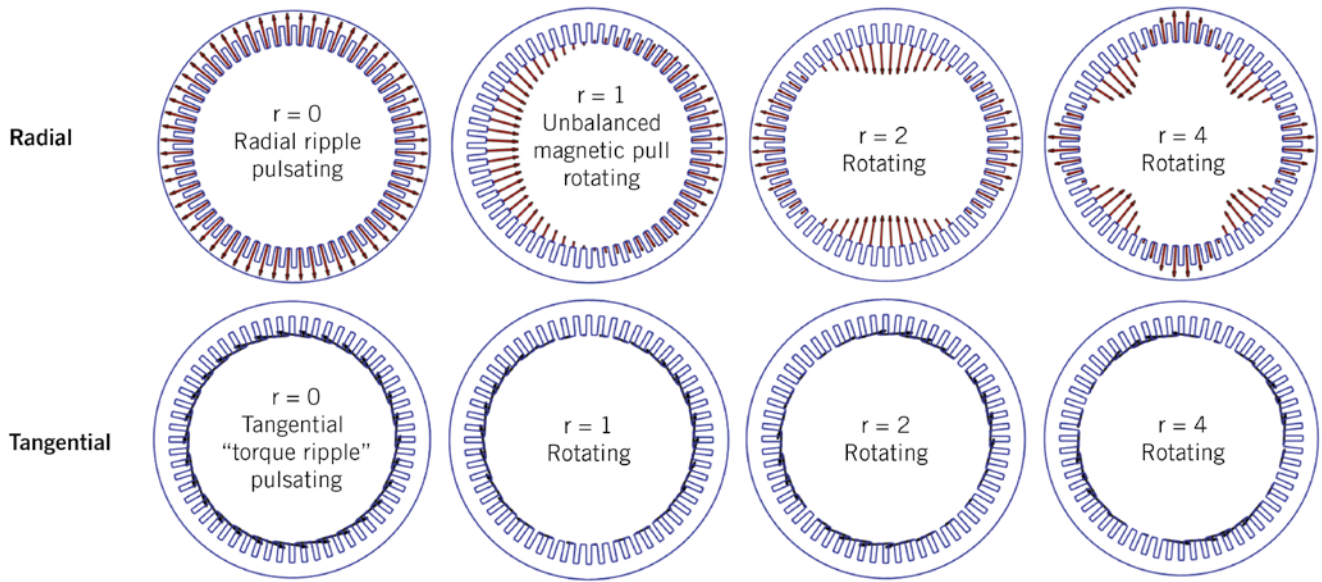 Radial
r = 0
Radial ripple
pulsating
r = 1
Unbalanced
magnetic pull
rotating
r = 2
Rotating
r = 4
Rotating
Tangential
r = 0
Tangential
“torque ripple”
pulsating
r = 1
Rotating
r = 2
Rotating
r = 4
Rotating